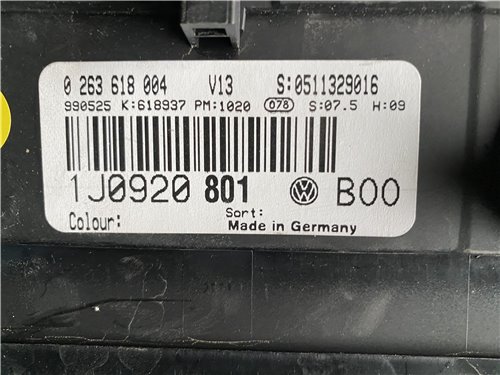 0 263 618 004 V13 S:0511329016
990525 K:618937 PM:1020 078 S:07.5 H:09
1J0920 801 VW B00
Sort:
Colour: Made in Germany